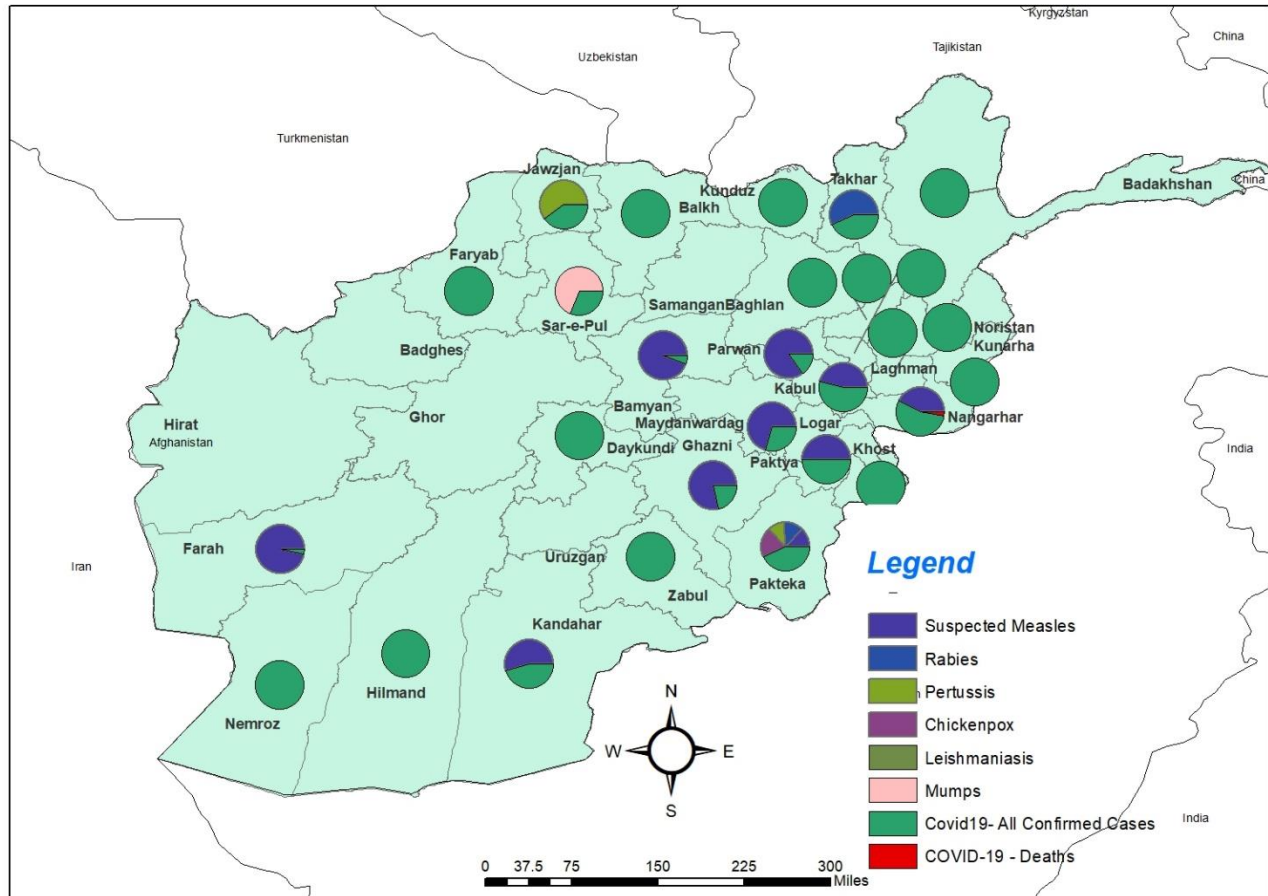 Kyrgyzstan
China
Uzbekistan
Tajikistan
Turkmenistan
Jawzjan
Kunduz
Takhar
Balkh
Badakhshan
China
Faryab
Samangan
Baghlan
Sar-e-Pul
Noristan
Badghes
Parwan
Kunarha
Laghman
Kabul
Bamyan
Ghor
Hirat
Maydanwardag
Logar
Nangarhar
Afghanistan
Daykundi
Ghazni
Khost
Paktya
India
Farah
Uruzgan
Iran
Zabul
Pakteka
Kandahar
Hilmand
Nemroz
N
W
E
S
Legend
Suspected Measles
Rabies
Pertussis
Chickenpox
Leishmaniasis
Mumps
Covid19- All Confirmed Cases
COVID-19 - Deaths
India
0 37.5 75 150 225 300
Miles